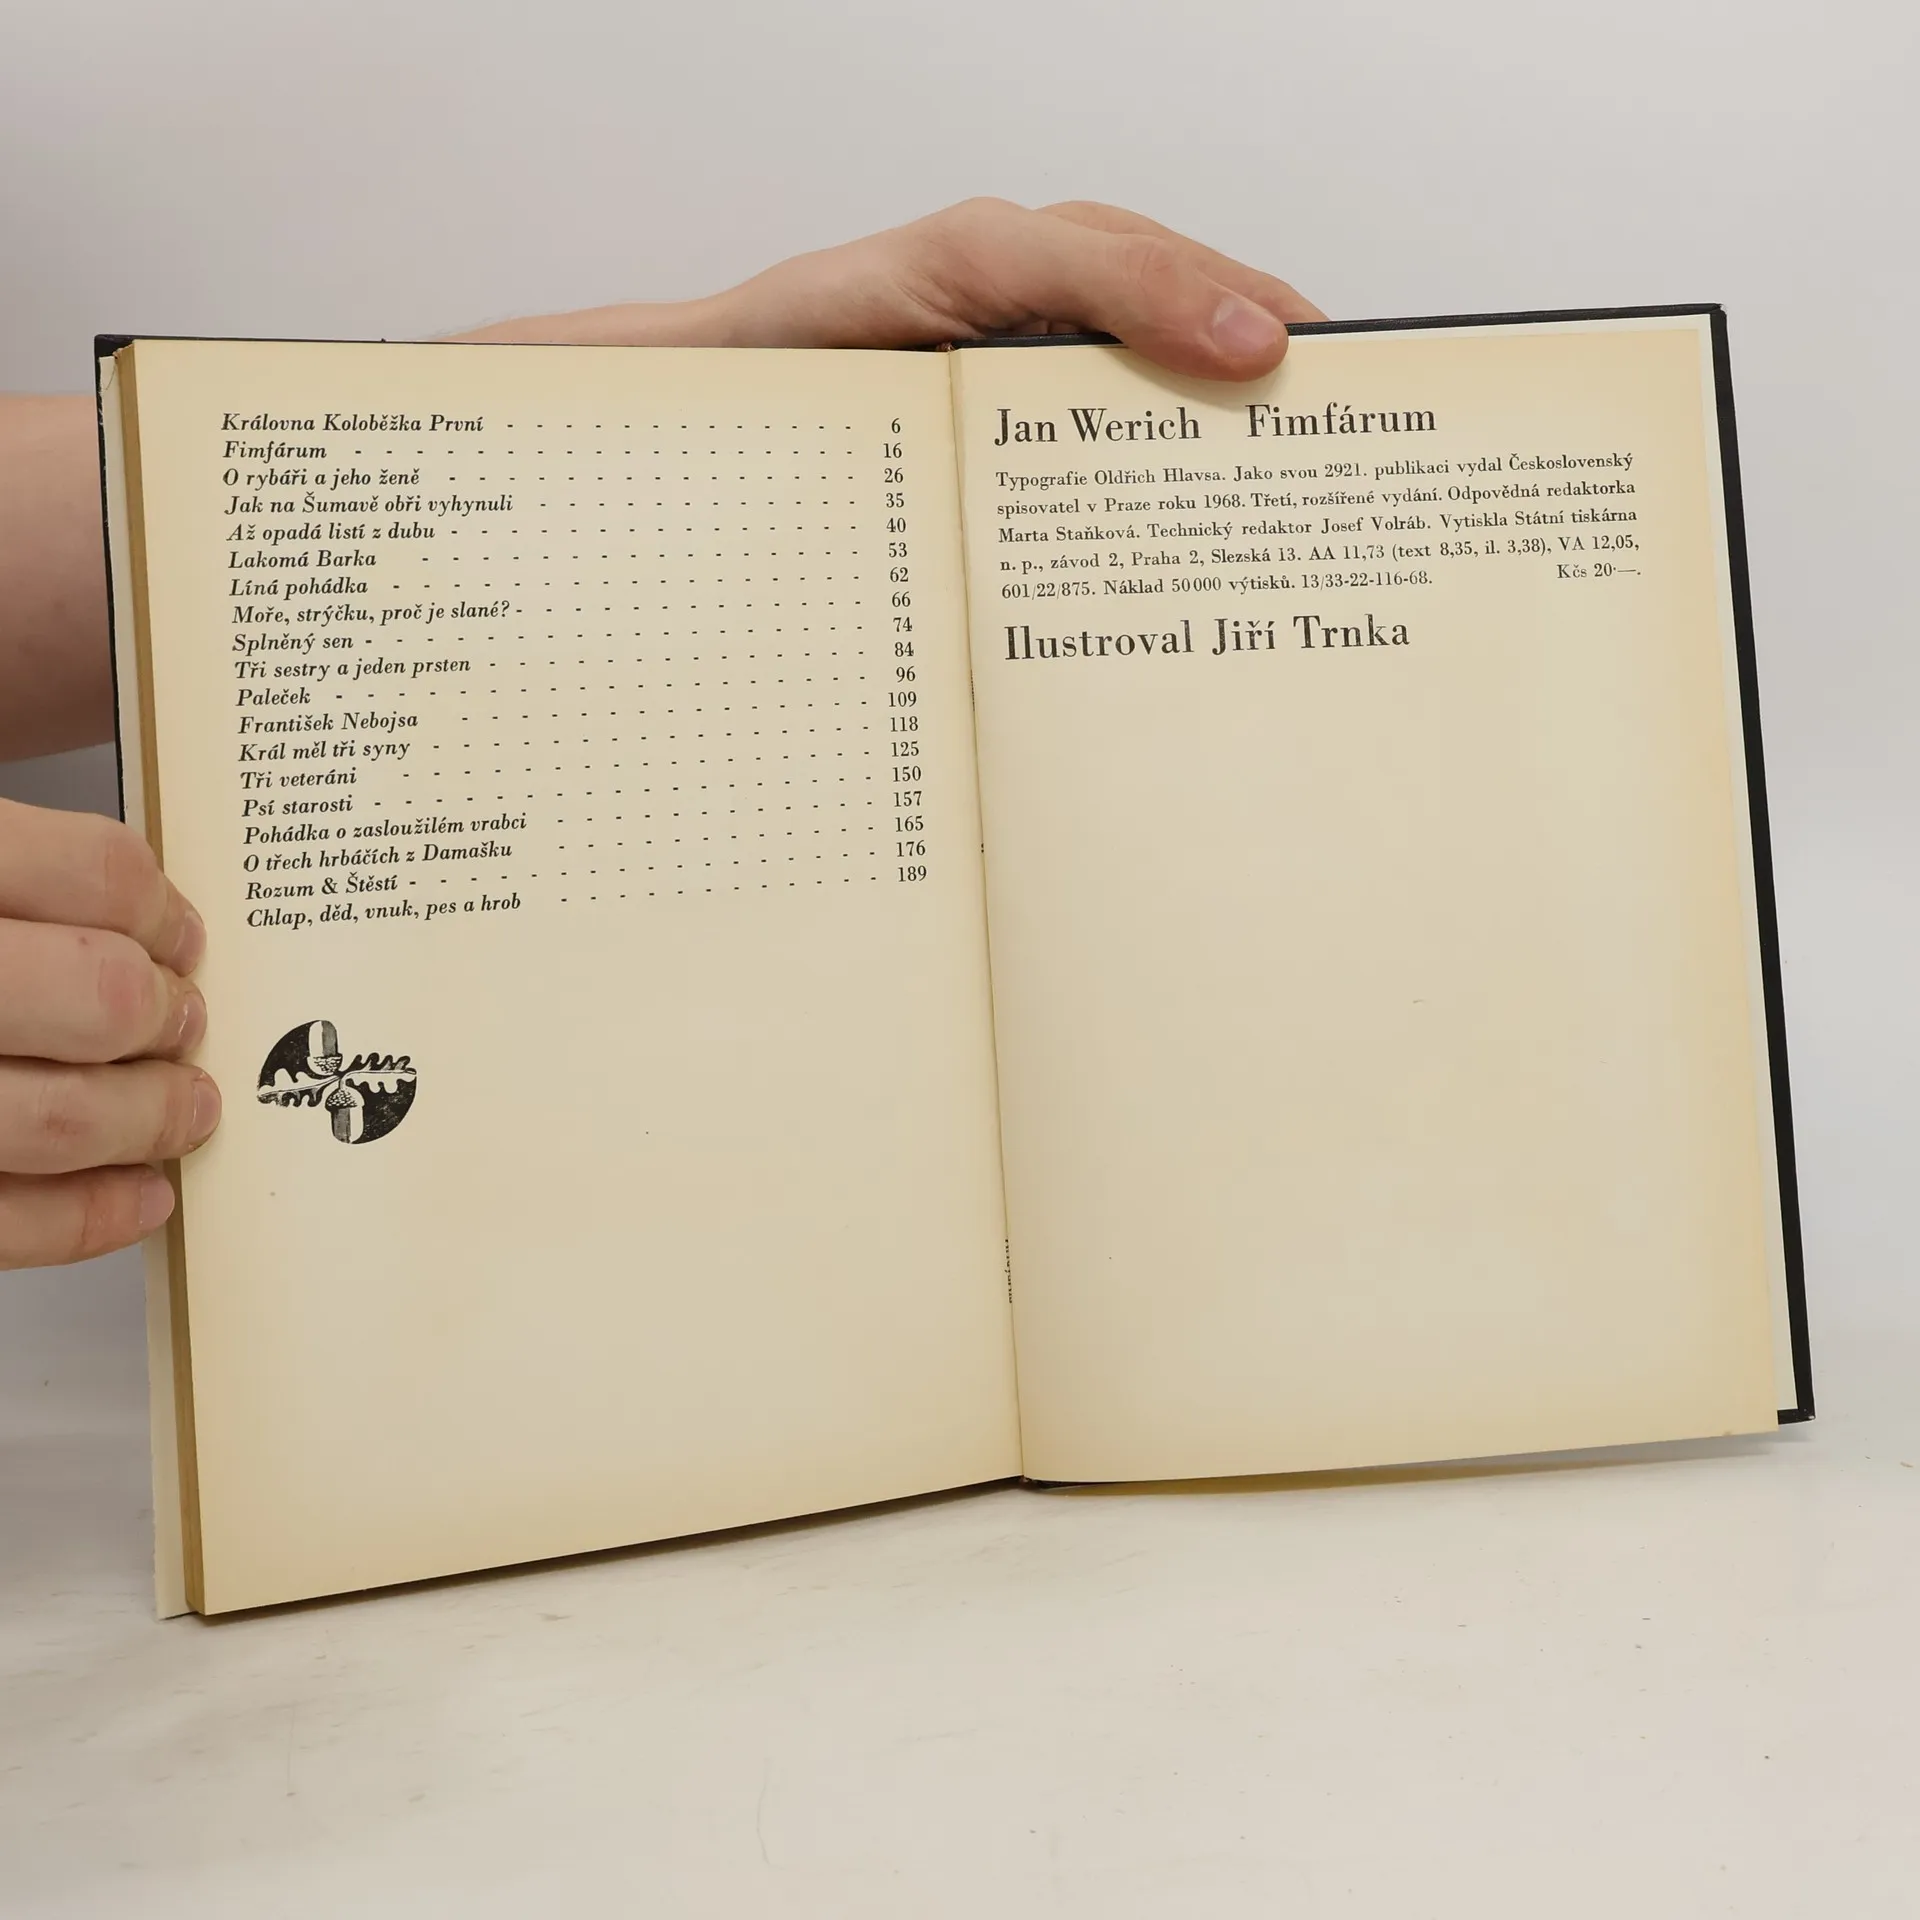 Královna Koloběžka První - - - - - - - - - - - - 6
Fimfárum - - - - - - - - - - - - - - - - - 16
O rybáři a jeho ženě - - - - - - - - - - - - - - 26
Jak na Šumavě obři vyhynuli - - - - - - - - - - - 35
Až opadá listí z dubu - - - - - - - - - - - - - - 40
Lakomá Barka - - - - - - - - - - - - - - - 53
Líná pohádka - - - - - - - - - - - - - - - - 62
Moře, strýčku, proč je slané? - - - - - - - - - - - - 66
Splněný sen - - - - - - - - - - - - - - - - - 74
Tři sestry a jeden prsten - - - - - - - - - - - - - 84
Paleček - - - - - - - - - - - - - - - - - - 96
František Nebojsa - - - - - - - - - - - - - - 109
Král měl tři syny - - - - - - - - - - - - - - - 118
Tři veteráni - - - - - - - - - - - - - - - - 125
Psí starosti - - - - - - - - - - - - - - - - - 150
Pohádka o zasloužilém vrabci - - - - - - - - - - - 157
O třech hrbáčích z Damašku - - - - - - - - - - - 165
Rozum & Štěstí - - - - - - - - - - - - - - - - 176
Chlap, děd, vnuk, pes a hrob - - - - - - - - - - - 189
Jan Werich Fimfárum
Typografie Oldřich Hlavsa. Jako svou 2921. publikaci vydal Československý
spisovatel v Praze roku 1968. Třetí, rozšířené vydání. Odpovědná redaktorka
Marta Staňková. Technický redaktor Josef Volráb. Vytiskla Státní tiskárna
n. p., závod 2, Praha 2, Slezská 13. AA 11,73 (text 8,35, il. 3,38), VA 12,05,
601/22/875. Náklad 50 000 výtisků. 13/33-22-116-68. Kčs 20·—.
Ilustroval Jiří Trnka